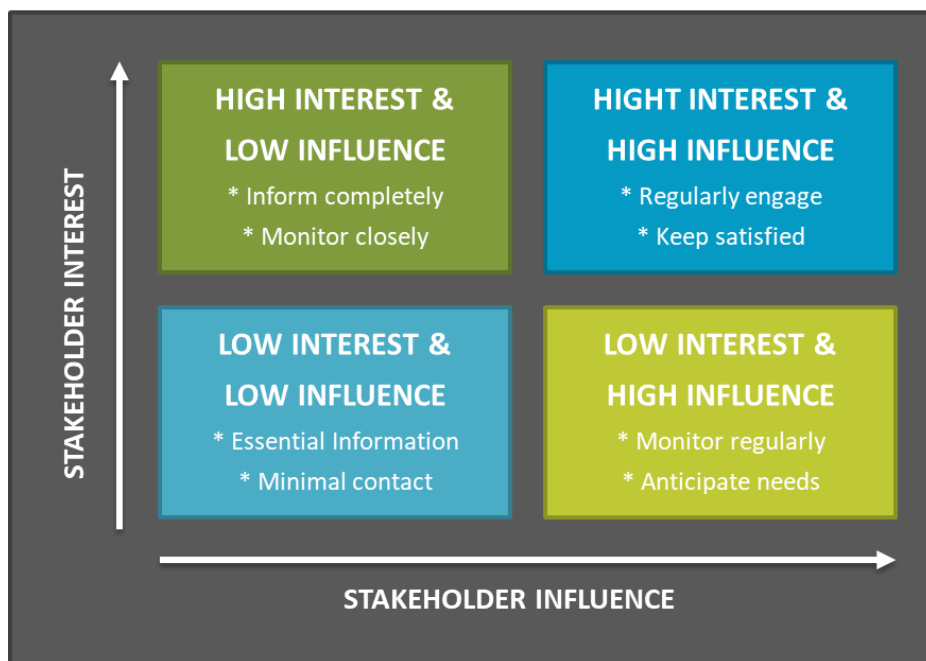 HIGH INTEREST &
LOW INFLUENCE
* Inform completely
* Monitor closely
HIGHT INTEREST &
HIGH INFLUENCE
* Regularly engage
* Keep satisfied
STAKEHOLDER INTEREST
LOW INTEREST &
LOW INFLUENCE
* Essential Information
* Minimal contact
LOW INTEREST &
HIGH INFLUENCE
* Monitor regularly
* Anticipate needs
STAKEHOLDER INFLUENCE